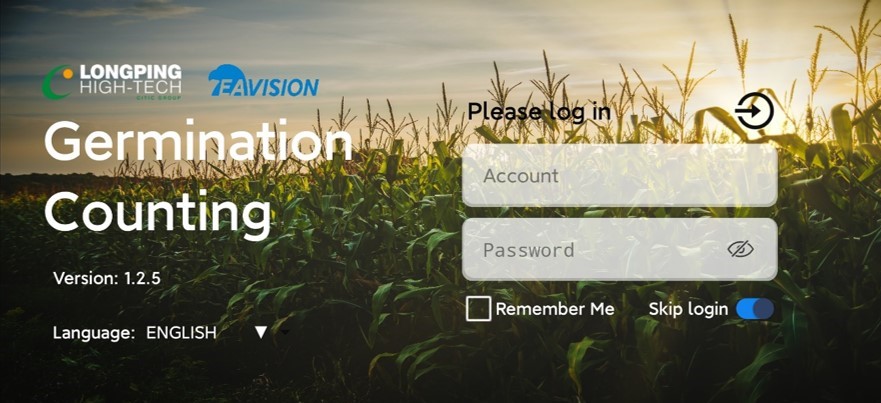 LONGPING
HIGH-TECH
CITIC GROUP
EAVISION
Germination
Counting
Version: 1.2.5
Language: ENGLISH
Please log in
Account
Password
Remember Me
Skip login